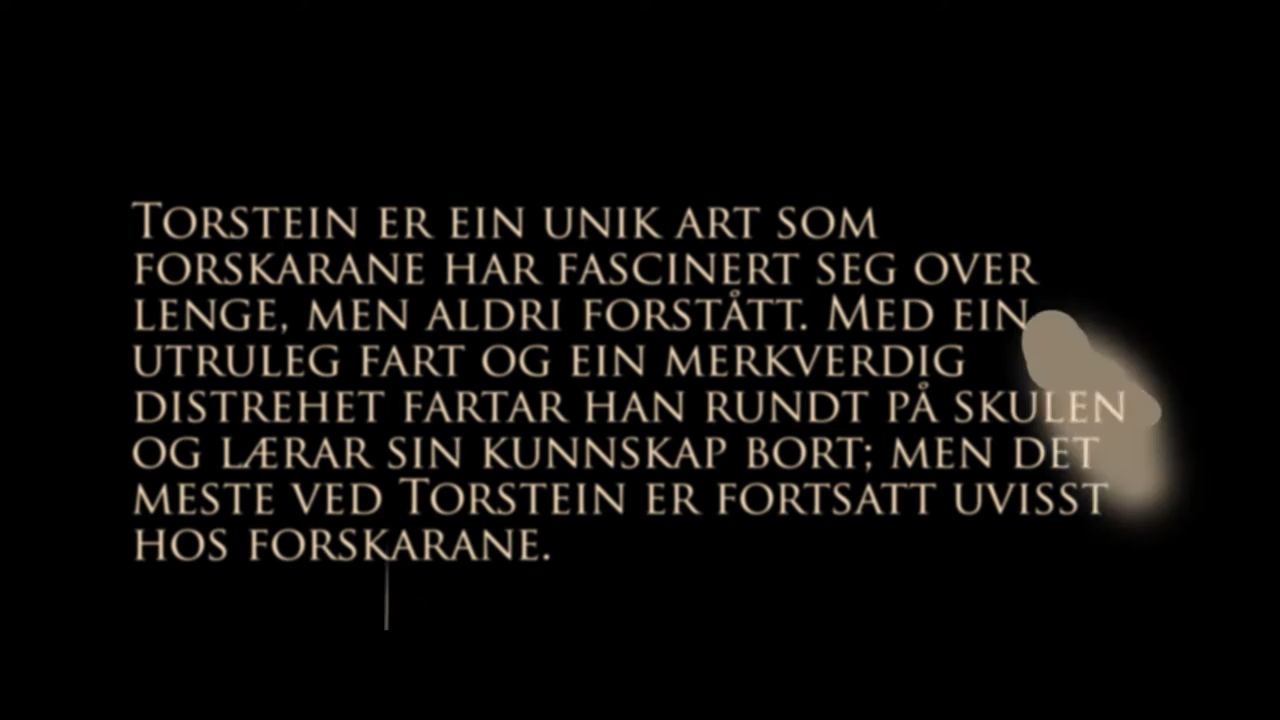 Torstein er ein unik art som
forskarane har fascinert seg over
lenge, men aldri forstått. Med ein
utruleg fart og ein merkverdig
distrehet fartar han rundt på skulen
og lærar sin kunnskap bort; men det
meste ved Torstein er fortsatt uvisst
hos forskarane.